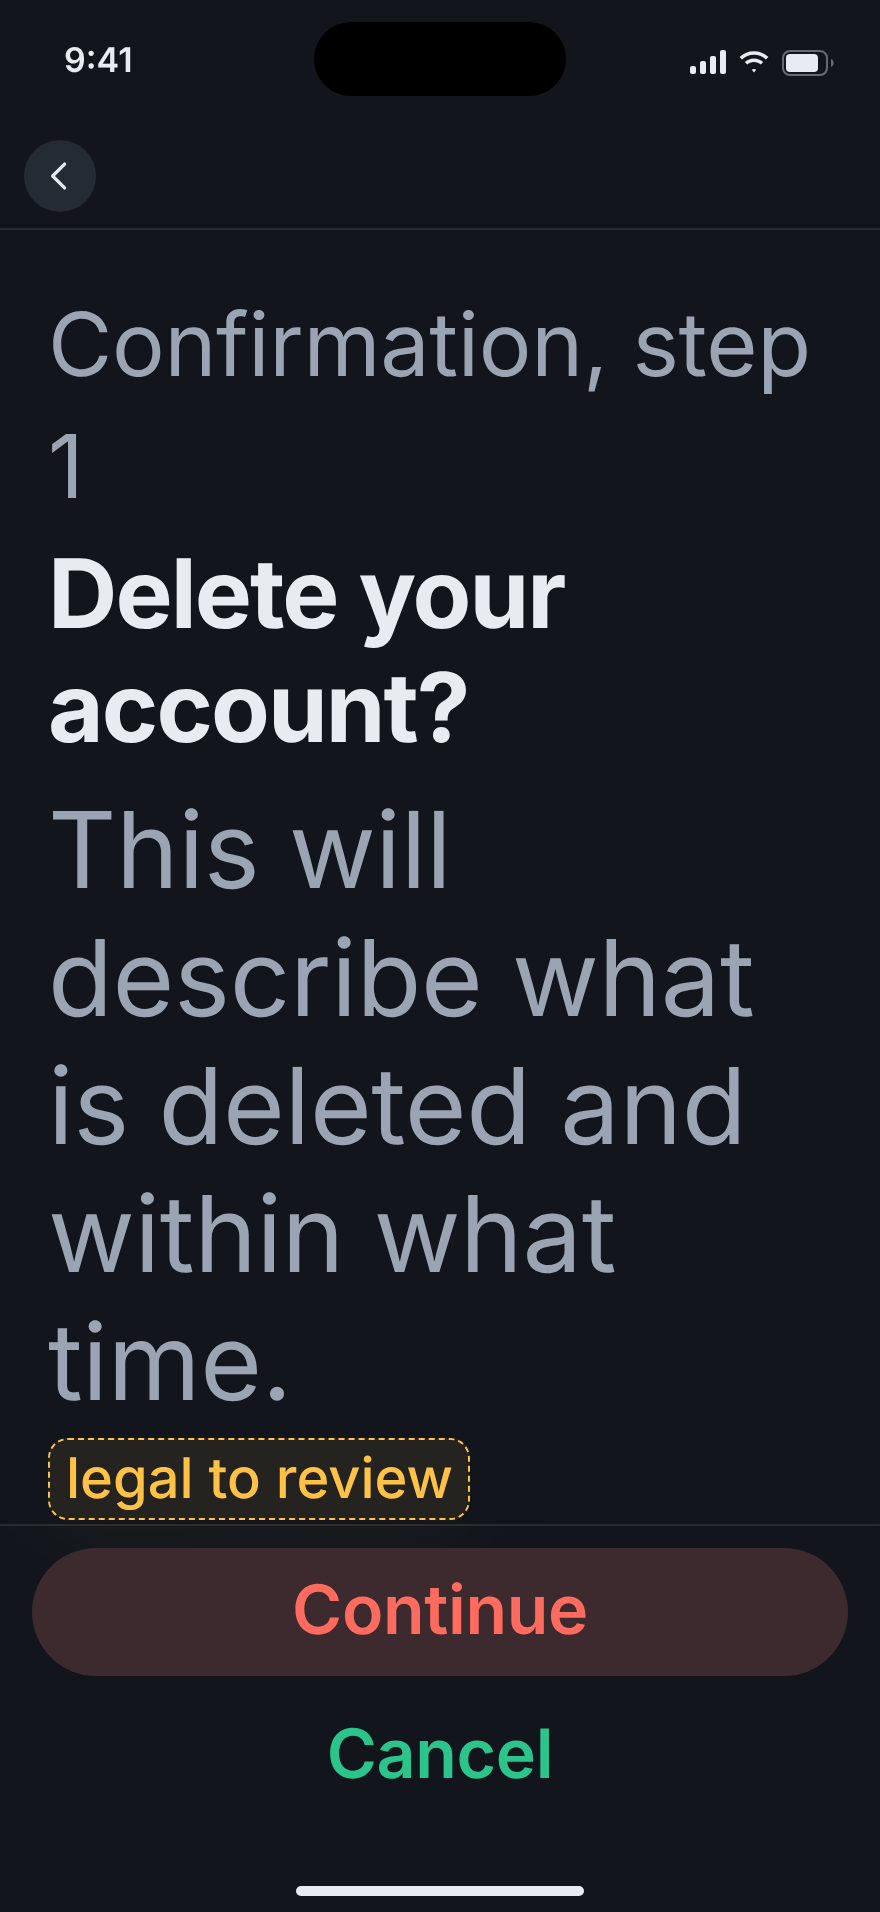 9:41
Confirmation, step
1
Delete your
account?
This will
describe what
is deleted and
within what
time.
legal to review
Continue
Cancel